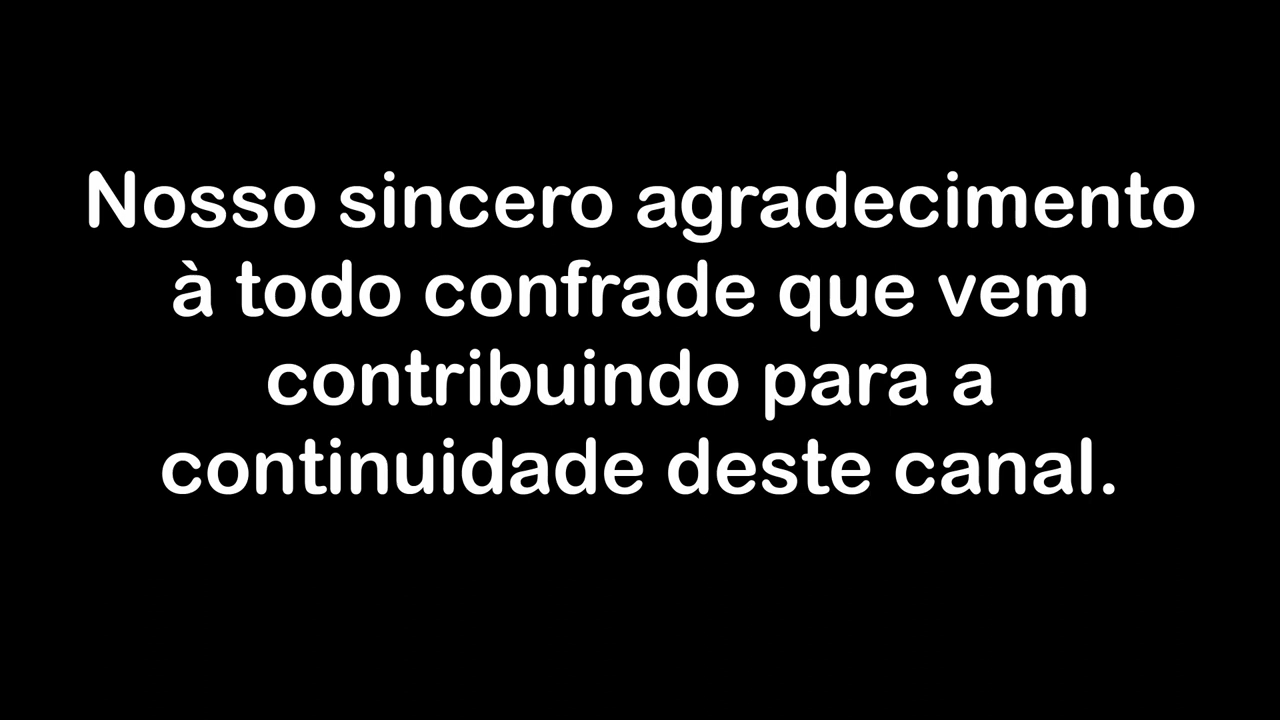 Nosso sincero agradecimento
à todo confrade que vem
contribuindo para a
continuidade deste canal.